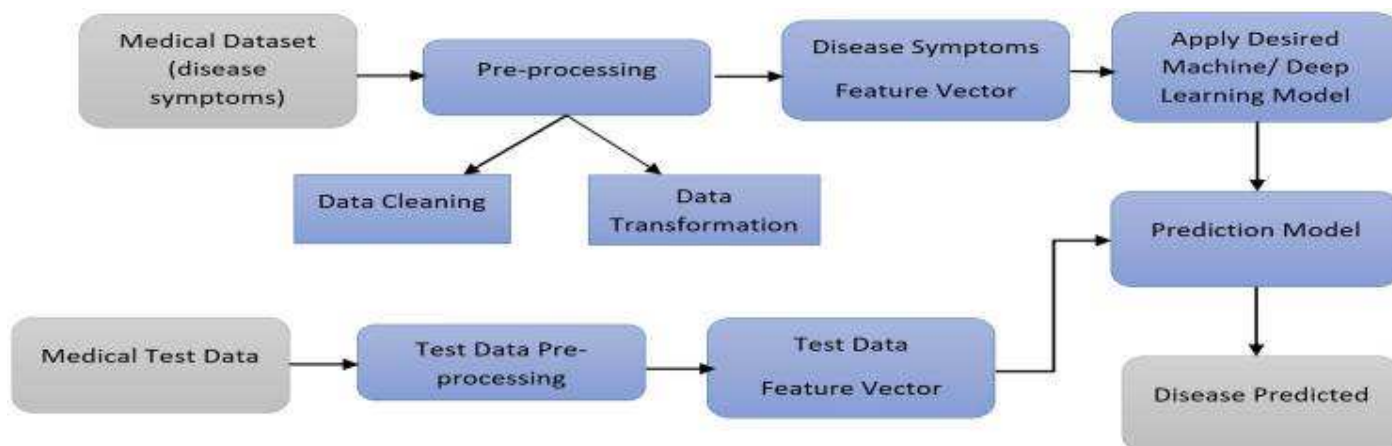 Medical Dataset
(disease
symptoms)
Pre-processing
Disease Symptoms
Feature Vector
Apply Desired
Machine/ Deep
Learning Model
Data Cleaning
Data
Transformation
Prediction Model
Medical Test Data
Test Data Pre-
processing
Test Data
Feature Vector
Disease Predicted